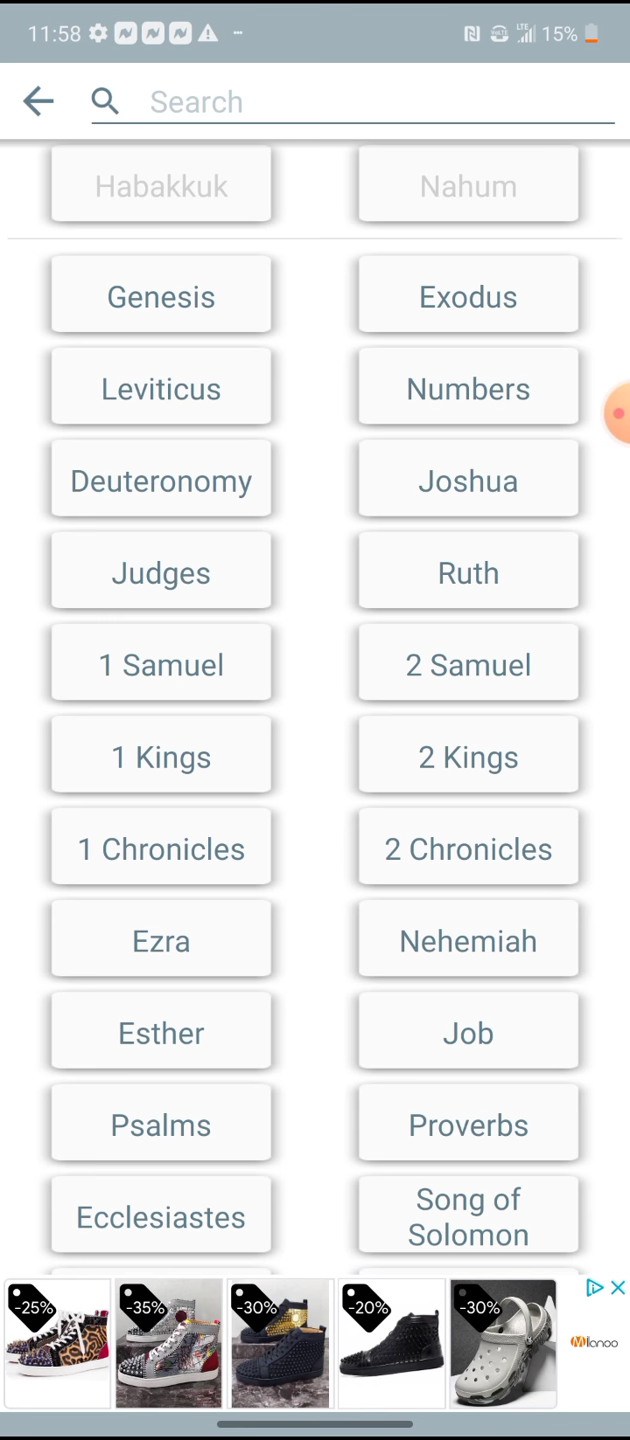 11:58 15%
LTE
Search
Habakkuk Nahum
Genesis Exodus
Leviticus Numbers
Deuteronomy Joshua
Judges Ruth
1 Samuel 2 Samuel
1 Kings 2 Kings
1 Chronicles 2 Chronicles
Ezra Nehemiah
Esther Job
Psalms Proverbs
Ecclesiastes Song of
Solomon
-25% -35% -30% -20% -30%
Milanoo